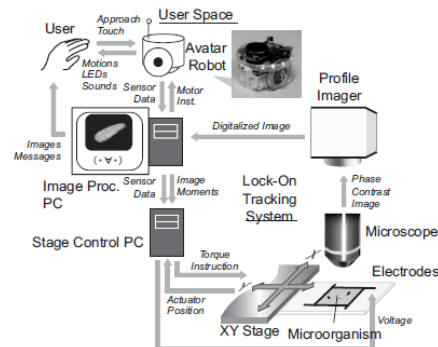 User Space
User
Approach
Touch
Avatar
Robot
Motions
LEDs
Sounds
Sensor
Data
Motor
Inst.
Profile
Imager
Digitalized Image
Images
Messages
(・∀・)
Image Proc.
PC
Sensor
Data
Image
Moments
Lock-On
Tracking
System
Phase
Contrast
Image
Stage Control PC
Microscope
Torque
Instruction
Electrodes
X
Y
Actuator
Position
Voltage
XY Stage
Microorganism